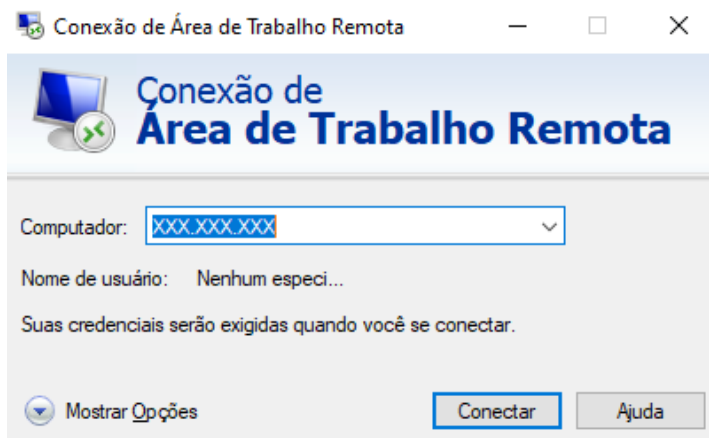 Conexão de Área de Trabalho Remota
Conexão de
Área de Trabalho Remota
Computador: XXX.XXX.XXX
Nome de usuário: Nenhum especi...
Suas credenciais serão exigidas quando você se conectar.
Mostrar Opções Conectar Ajuda